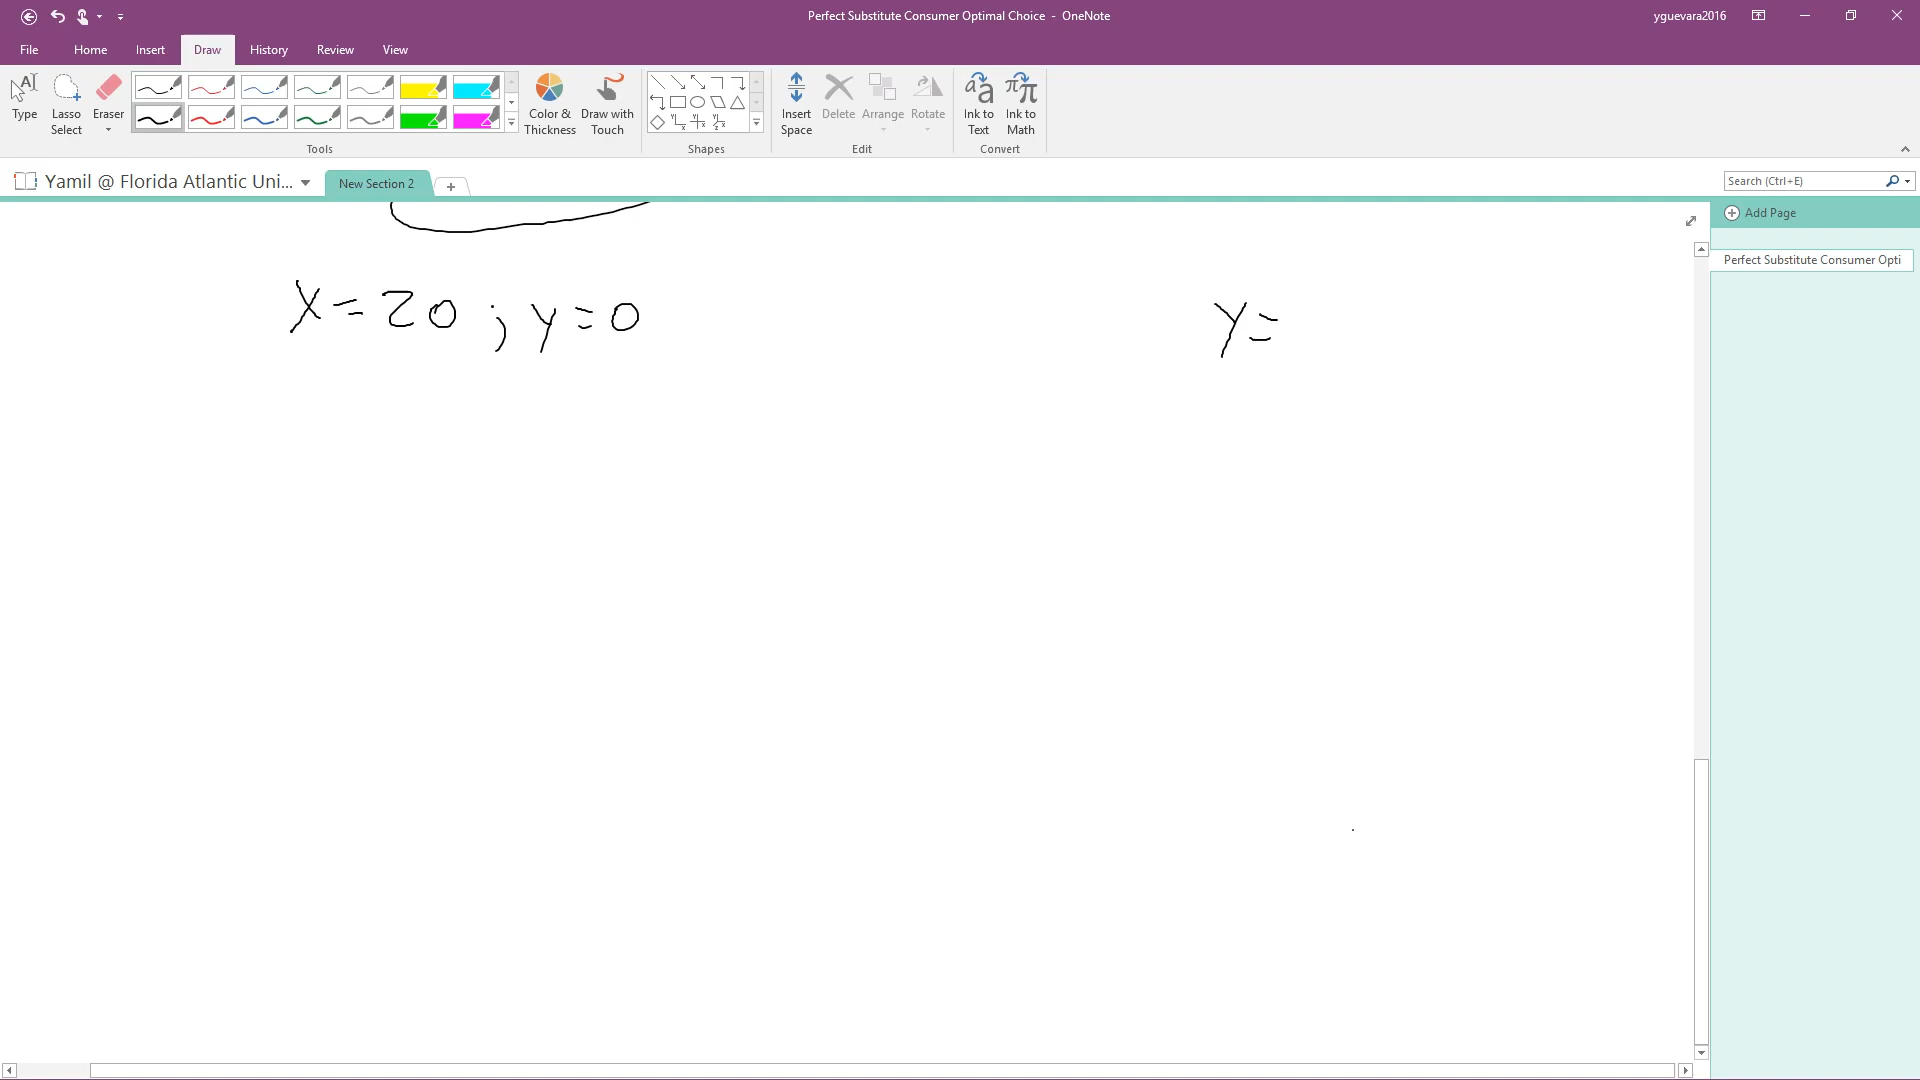 Perfect Substitute Consumer Optimal Choice - OneNote
yguevara2016
File Home Insert Draw History Review View
Type
Lasso Select
Eraser
Color & Thickness
Draw with Touch
Insert Space
Delete
Arrange
Rotate
Ink to Text
Ink to Math
Tools
Shapes
Edit
Convert
Yamil @ Florida Atlantic Uni...
New Section 2
Search (Ctrl+E)
Add Page
Perfect Substitute Consumer Opti
X = 20 ; y = 0
Y =